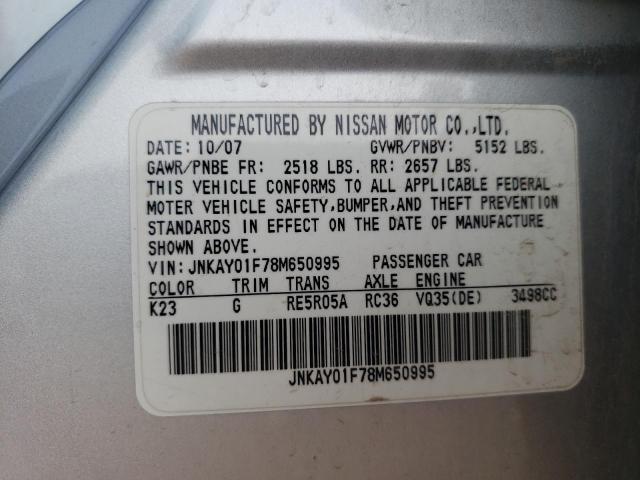 MANUFACTURED BY NISSAN MOTOR CO.,LTD.
DATE: 10/07 GVWR/PNBV: 5152 LBS.
GAWR/PNBE FR: 2518 LBS. RR: 2657 LBS.
THIS VEHICLE CONFORMS TO ALL APPLICABLE FEDERAL
MOTOR VEHICLE SAFETY,BUMPER,AND THEFT PREVENTION
STANDARDS IN EFFECT ON THE DATE OF MANUFACTURE
SHOWN ABOVE.
VIN: JNKAY01F78M650995 PASSENGER CAR
COLOR TRIM TRANS AXLE ENGINE
K23 G RE5R05A RC36 VQ35(DE) 3498CC
JNKAY01F78M650995